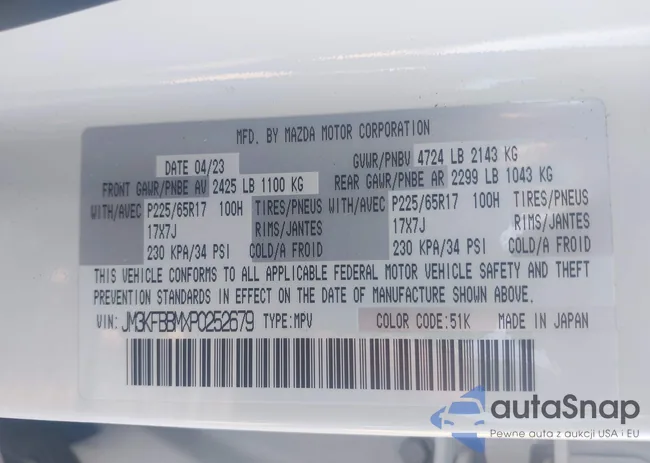 MFD. BY MAZDA MOTOR CORPORATION
DATE 04/23 GVWR/PNBV 4724 LB 2143 KG
FRONT GAWR/PNBE AV 2425 LB 1100 KG REAR GAWR/PNBE AR 2299 LB 1043 KG
WITH/AVEC P225/65R17 100H TIRES/PNEUS WITH/AVEC P225/65R17 100H TIRES/PNEUS
17X7J RIMS/JANTES 17X7J RIMS/JANTES
230 KPA/34 PSI COLD/A FROID 230 KPA/34 PSI COLD/A FROID
THIS VEHICLE CONFORMS TO ALL APPLICABLE FEDERAL MOTOR VEHICLE SAFETY AND THEFT
PREVENTION STANDARDS IN EFFECT ON THE DATE OF MANUFACTURE SHOWN ABOVE.
VIN: JM3KFBBMXP0252679 TYPE:MPV COLOR CODE:51K MADE IN JAPAN
autaSnap
Pewne auta z aukcji USA i EU